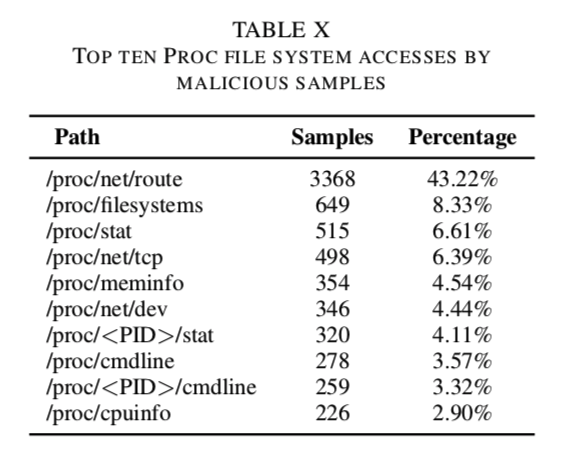 TABLE X
TOP TEN PROC FILE SYSTEM ACCESSES BY
MALICIOUS SAMPLES
Path Samples Percentage
/proc/net/route 3368 43.22%
/proc/filesystems 649 8.33%
/proc/stat 515 6.61%
/proc/net/tcp 498 6.39%
/proc/meminfo 354 4.54%
/proc/net/dev 346 4.44%
/proc/<PID>/stat 320 4.11%
/proc/cmdline 278 3.57%
/proc/<PID>/cmdline 259 3.32%
/proc/cpuinfo 226 2.90%